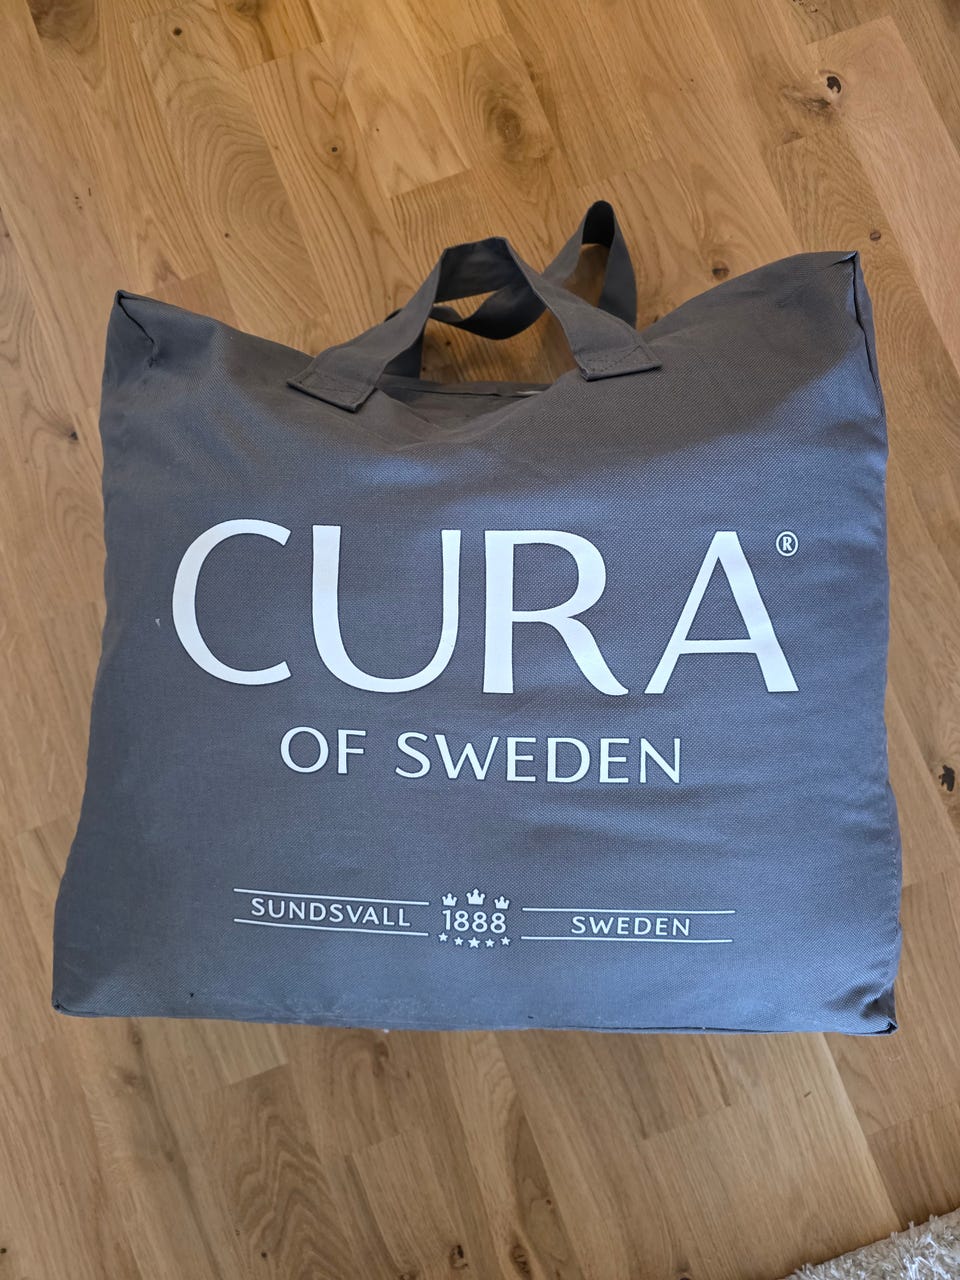 CURA®
OF SWEDEN
SUNDSVALL 1888 SWEDEN